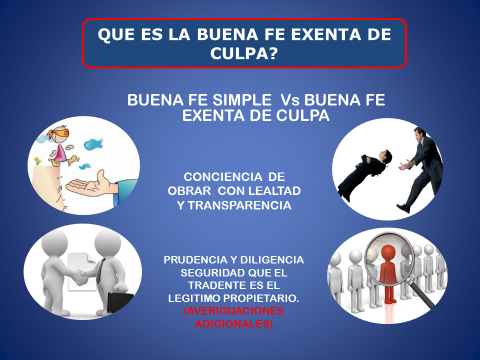 QUE ES LA BUENA FE EXENTA DE
CULPA?
BUENA FE SIMPLE Vs BUENA FE
EXENTA DE CULPA
CONCIENCIA DE
OBRAR CON LEALTAD
Y TRANSPARENCIA
PRUDENCIA Y DILIGENCIA
SEGURIDAD QUE EL
TRADENTE ES EL
LEGITIMO PROPIETARIO.
(AVERIGUACIONES
ADICIONALES)